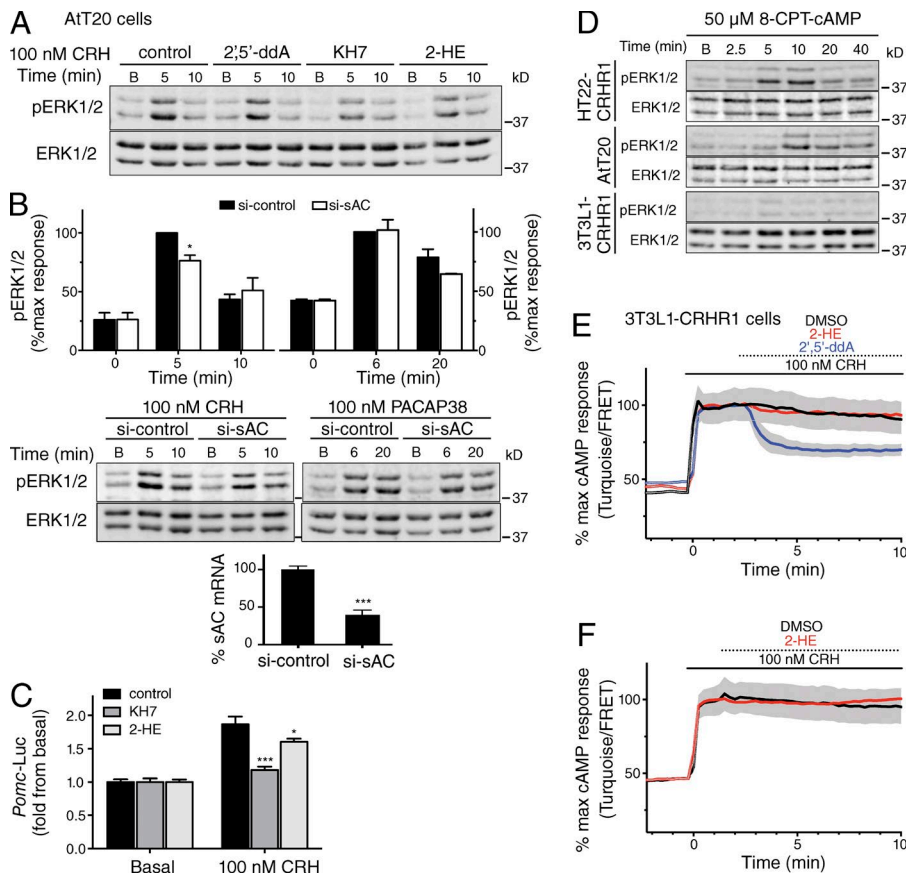 A AtT20 cells
100 nM CRH control 2',5'-ddA KH7 2-HE
Time (min) B 5 10 B 5 10 B 5 10 B 5 10 kD
pERK1/2
-37
ERK1/2
-37
B
si-control si-sAC
pERK1/2
(%max response)
100
50
0
*
0 5 10
Time (min)
100
50
0
pERK1/2
(%max response)
0 6 20
Time (min)
100 nM CRH 100 nM PACAP38
si-control si-sAC si-control si-sAC
Time (min) B 5 10 B 5 10 B 6 20 B 6 20 kD
pERK1/2
-37
ERK1/2
-37
% sAC mRNA
100
50
0
***
si-control si-sAC
C
control
KH7
2-HE
Pomc-Luc
(fold from basal)
2.0
1.5
1.0
0
*** *
Basal 100 nM CRH
D
50 µM 8-CPT-cAMP
Time (min) B 2.5 5 10 20 40 kD
HT22-CRHR1
pERK1/2
-37
ERK1/2
-37
AtT20
pERK1/2
-37
ERK1/2
-37
3T3L1-CRHR1
pERK1/2
-37
ERK1/2
-37
E 3T3L1-CRHR1 cells
DMSO
2-HE
2',5'-ddA
100 nM CRH
% max cAMP response
(Turquoise/FRET)
100
50
0 5 10
Time (min)
F
DMSO
2-HE
100 nM CRH
% max cAMP response
(Turquoise/FRET)
100
50
0 5 10
Time (min)